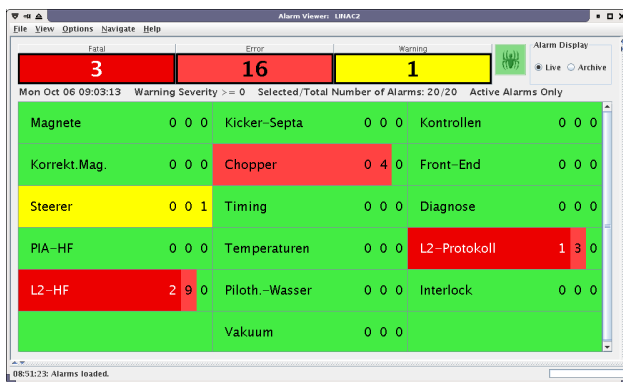 Alarm Viewer: LINAC2
File View Options Navigate Help
Fatal Error Warning Alarm Display
3 16 1 Live Archive
Mon Oct 06 09:03:13 Warning Severity >= 0 Selected/Total Number of Alarms: 20/20 Active Alarms Only
Magnete 0 0 0 Kicker-Septa 0 0 0 Kontrollen 0 0 0
Korrekt.Mag. 0 0 0 Chopper 0 4 0 Front-End 0 0 0
Steerer 0 0 1 Timing 0 0 0 Diagnose 0 0 0
PIA-HF 0 0 0 Temperaturen 0 0 0 L2-Protokoll 1 3 0
L2-HF 2 9 0 Piloth.-Wasser 0 0 0 Interlock 0 0 0
Vakuum 0 0 0
08:51:23: Alarms loaded.